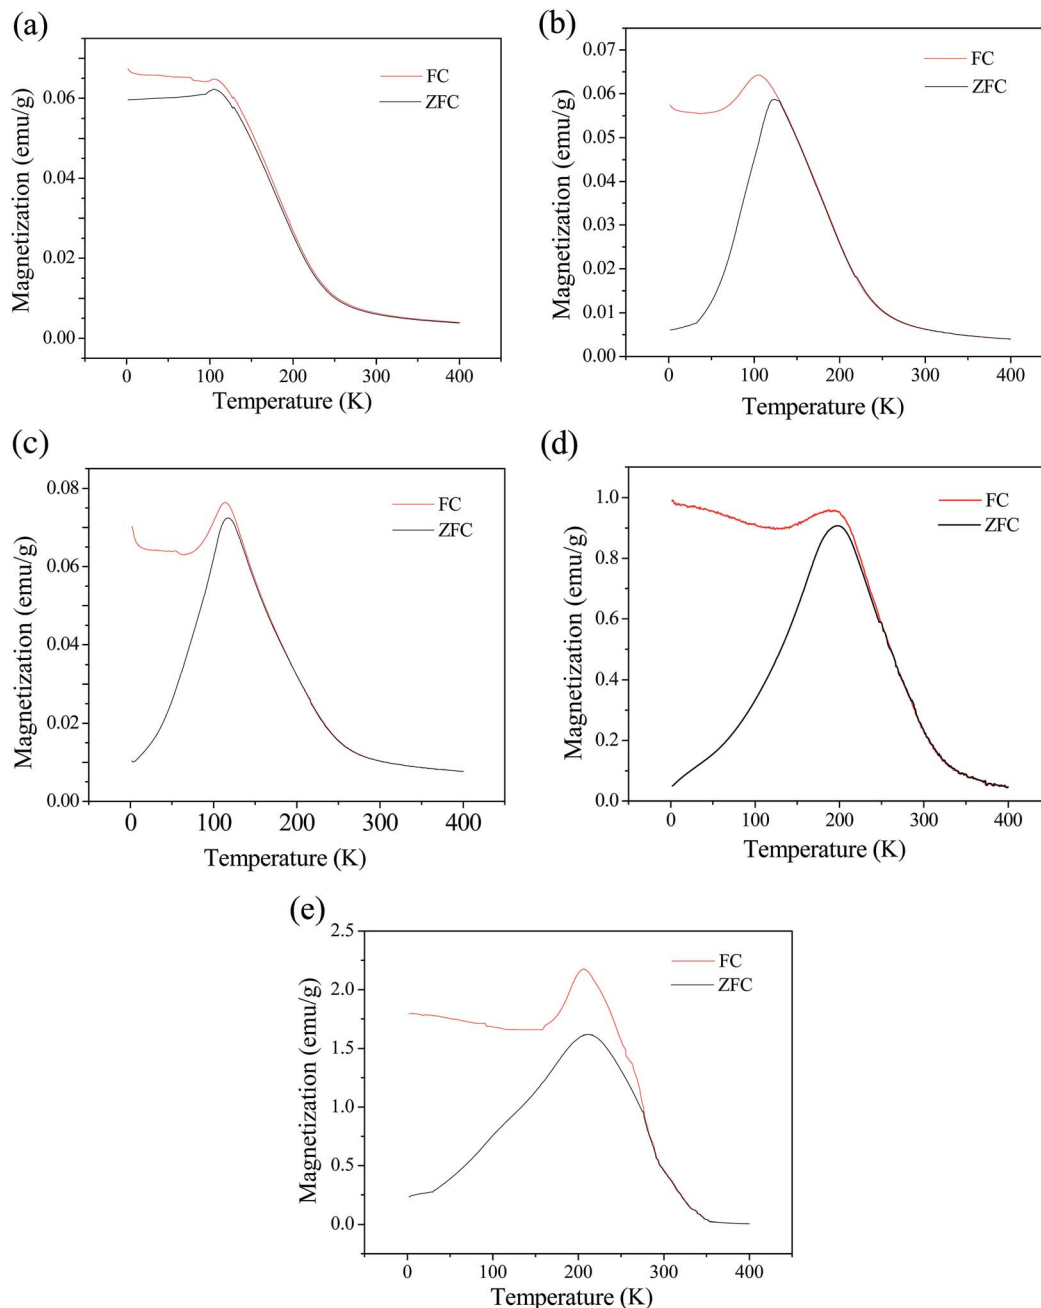 (a)
Magnetization (emu/g)
0.06
0.04
0.02
0.00
FC
ZFC
0 100 200 300 400
Temperature (K)
(b)
Magnetization (emu/g)
0.07
0.06
0.05
0.04
0.03
0.02
0.01
0.00
FC
ZFC
0 100 200 300 400
Temperature (K)
(c)
Magnetization (emu/g)
0.08
0.06
0.04
0.02
0.00
FC
ZFC
0 100 200 300 400
Temperature (K)
(d)
Magnetization (emu/g)
1.0
0.8
0.6
0.4
0.2
0.0
FC
ZFC
0 100 200 300 400
Temperature (K)
(e)
Magnetization (emu/g)
2.5
2.0
1.5
1.0
0.5
0.0
FC
ZFC
0 100 200 300 400
Temperature (K)